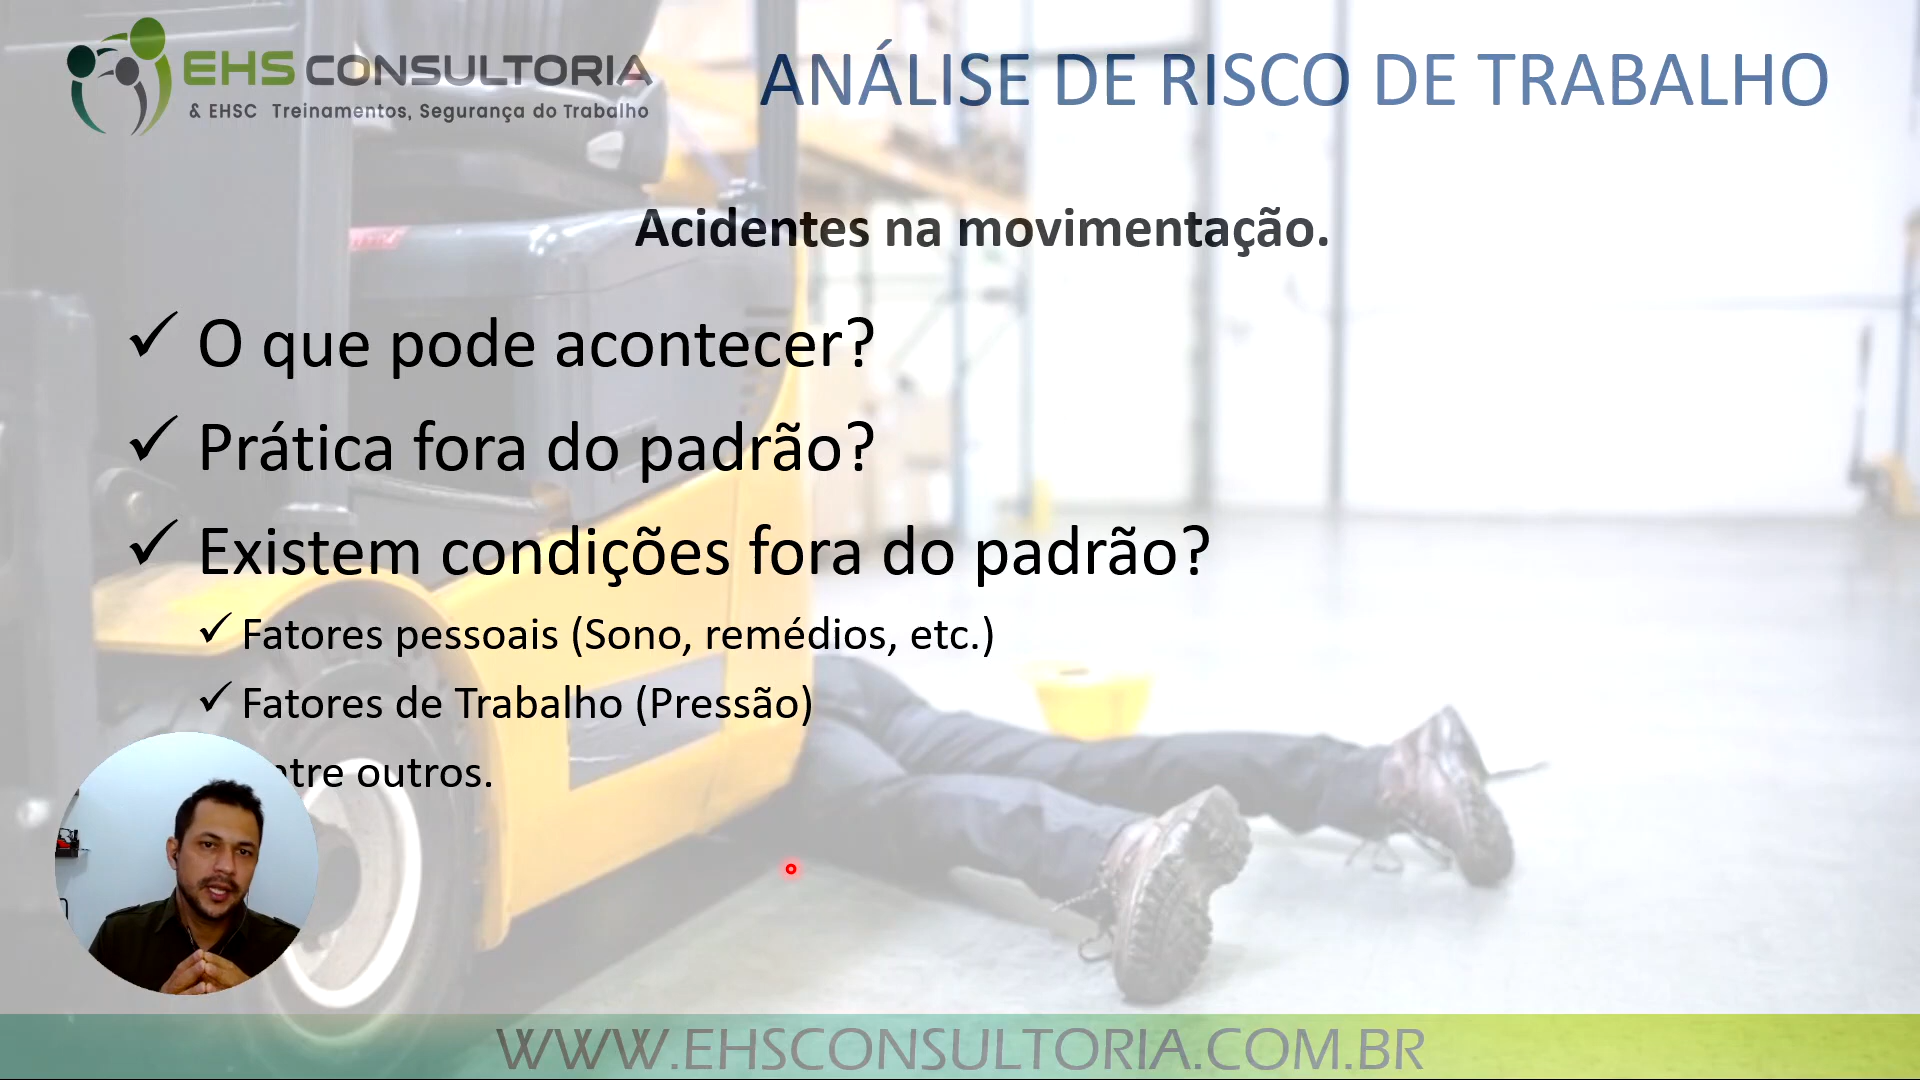 EHS CONSULTORIA
& EHSC Treinamentos, Segurança do Trabalho
ANÁLISE DE RISCO DE TRABALHO
Acidentes na movimentação.
✓ O que pode acontecer?
✓ Prática fora do padrão?
✓ Existem condições fora do padrão?
✓ Fatores pessoais (Sono, remédios, etc.)
✓ Fatores de Trabalho (Pressão)
ntre outros.
WWW.EHSCONSULTORIA.COM.BR